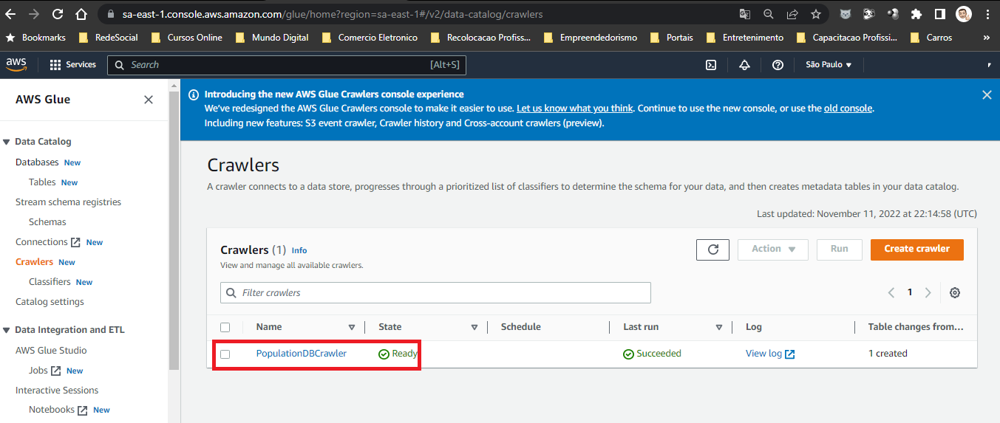 sa-east-1.console.aws.amazon.com/glue/home?region=sa-east-1#/v2/data-catalog/crawlers
Bookmarks RedeSocial Cursos Online Mundo Digital Comercio Eletronico Recolocacao Profiss... Empreendedorismo Portais Entretenimento Capacitacao Profissi... Carros »
aws Services Search [Alt+S] São Paulo
AWS Glue
Data Catalog
Databases New
Tables New
Stream schema registries
Schemas
Connections New
Crawlers New
Classifiers New
Catalog settings
Data Integration and ETL
AWS Glue Studio
Jobs New
Interactive Sessions
Notebooks New
Introducing the new AWS Glue Crawlers console experience
We've redesigned the AWS Glue Crawlers console to make it easier to use. Let us know what you think. Continue to use the new console, or use the old console.
Including new features: S3 event crawler, Crawler history and Cross-account crawlers (preview).
Crawlers
A crawler connects to a data store, progresses through a prioritized list of classifiers to determine the schema for your data, and then creates metadata tables in your data catalog.
Last updated: November 11, 2022 at 22:14:58 (UTC)
Crawlers (1) Info
View and manage all available crawlers.
Action Run Create crawler
Filter crawlers
1
Name State Schedule Last run Log Table changes from...
PopulationDBCrawler Ready Succeeded View log 1 created